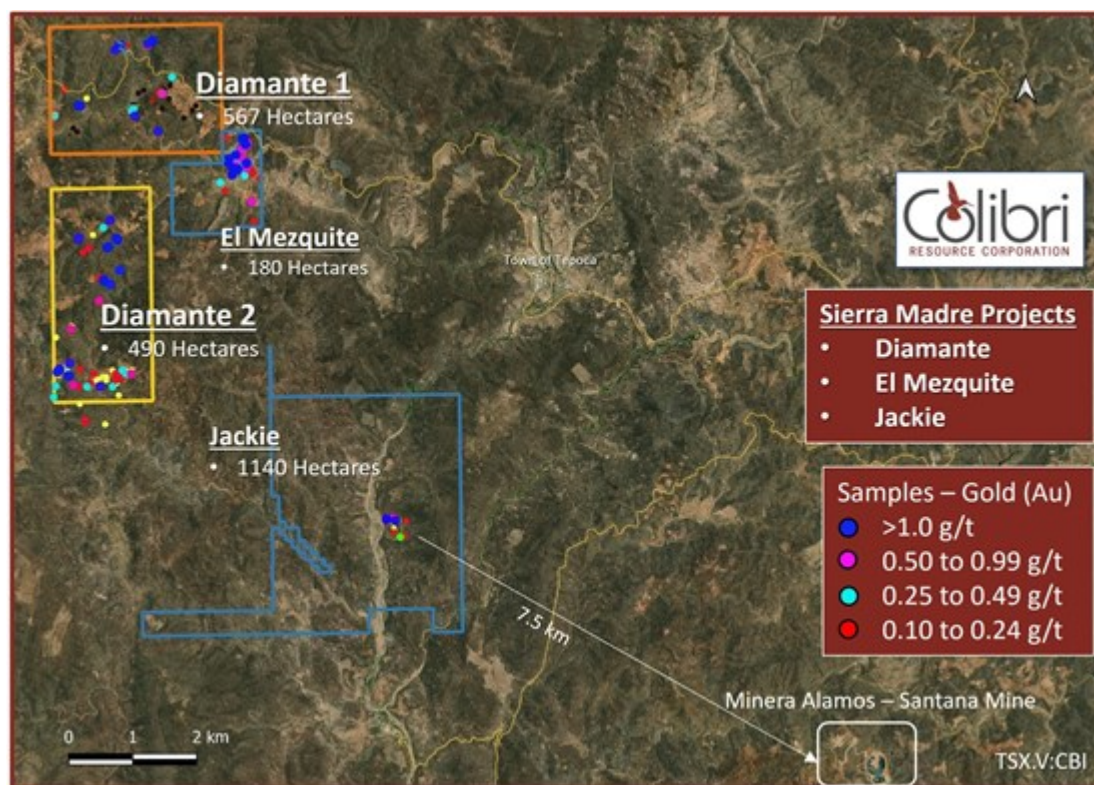 Diamante 1
• 567 Hectares
El Mezquite
• 180 Hectares
Diamante 2
• 490 Hectares
Jackie
• 1140 Hectares
Town of Tepoca
Colibri
RESOURCE CORPORATION
Sierra Madre Projects
• Diamante
• El Mezquite
• Jackie
Samples – Gold (Au)
>1.0 g/t
0.50 to 0.99 g/t
0.25 to 0.49 g/t
0.10 to 0.24 g/t
7.5 km
Minera Alamos – Santana Mine
0 1 2 km
TSX.V:CBI